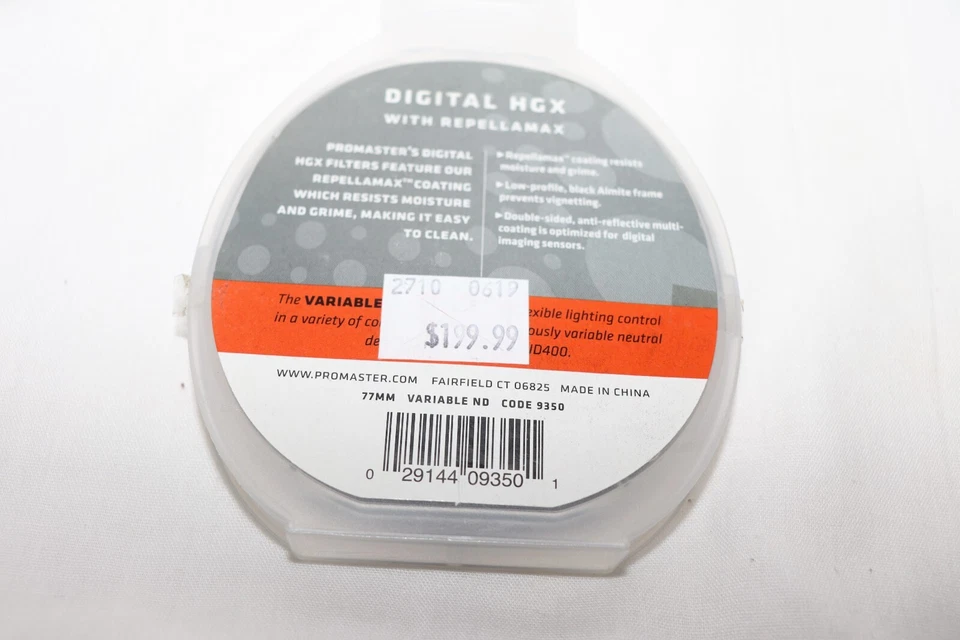 DIGITAL HGX
WITH REPELLAMAX
PROMASTER'S DIGITAL
HGX FILTERS FEATURE OUR
REPELLAMAX™ COATING
WHICH RESISTS MOISTURE
AND GRIME, MAKING IT EASY
TO CLEAN.
▶Repellamax™ coating resists
moisture and grime.
▶Low-profile, black Almite frame
prevents vignetting.
▶Double-sided, anti-reflective multi-
coating is optimized for digital
imaging sensors.
2710 0619
$199.99
The VARIABLE exible lighting control
in a variety of co ously variable neutral
de ND400.
WWW.PROMASTER.COM FAIRFIELD CT 06825 MADE IN CHINA
77MM VARIABLE ND CODE 9350
0 29144 09350 1